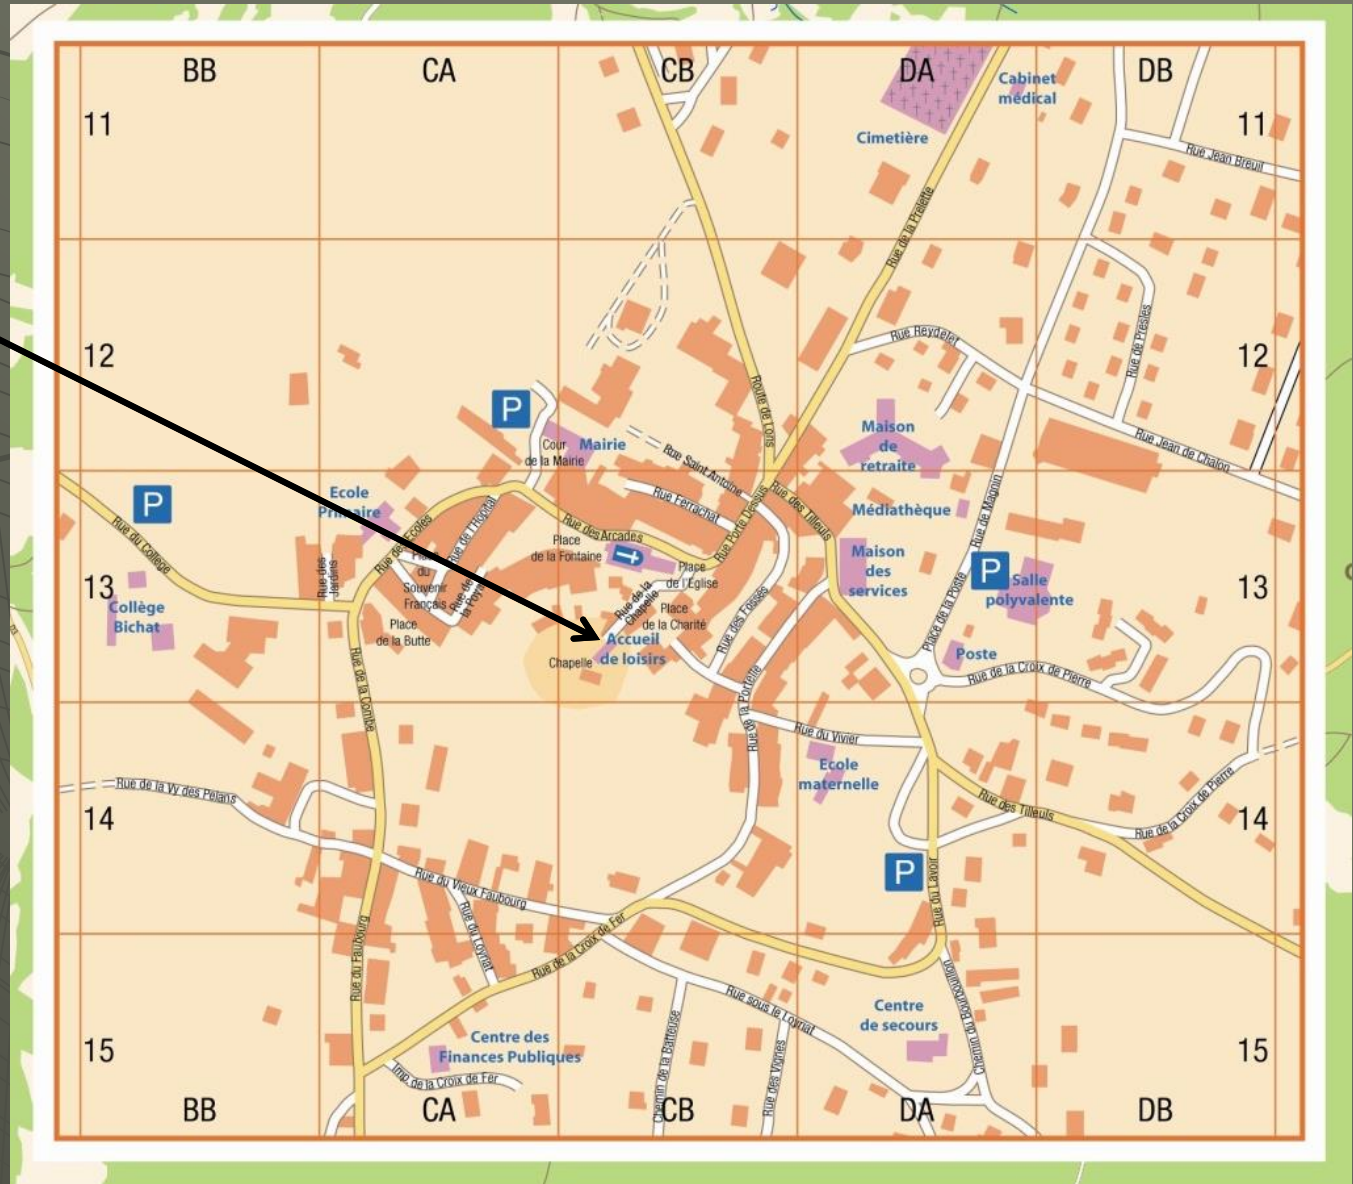 BB
CA
CB
DA
DB
Cabinet
médical
11
11
Cimetière
Rue Jean Breuil
Rue de la Prelette
12
12
Rue Reydelet
Rue de Presles
Route de Lons
P
Cour
de la Mairie
Mairie
Rue Saint Antoine
Maison
de
retraite
Rue Jean de Chalon
P
Rue du Collège
Ecole
Primaire
Rue des Ecoles
Rue de l'Hôpital
Rue Ferrachat
Rue Porte Dessus
Rue des Tilleuls
Médiathèque
Rue de Magnin
Rue des Arcades
Place
de la Fontaine
Place
de l'Eglise
Maison
des
services
P
Salle
polyvalente
13
13
Collège
Bichat
Rue des
Jardins
Place
du
Souvenir
Français
Rue de
Place
de la Butte
Rue de la
Chapelle
Place
de la Charité
Rue des Fossés
Place de la Poste
Accueil
de loisirs
Chapelle
Poste
Rue de la Croix de Pierre
Rue de la Combe
Rue de la Portelle
Rue du Vivier
Ecole
maternelle
Rue de la Vy des Pelans
14
14
Rue des Tilleuls
Rue de la Croix de Pierre
P
Rue du Lavoir
Rue du Vieux Faubourg
Rue du Loynat
Rue du Faubourg
Rue de la Croix de Fer
Rue sous le Loynat
Centre
de secours
Chemin du Bourbouillon
Centre des
Finances Publiques
15
15
Imp. de la Croix de Fer
Chemin de la Batteuse
Rue des Vignes
BB
CA
CB
DA
DB